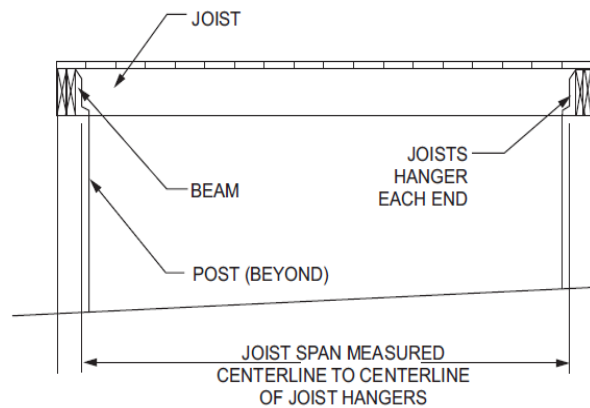 JOIST
JOISTS
HANGER
EACH END
BEAM
POST (BEYOND)
JOIST SPAN MEASURED
CENTERLINE TO CENTERLINE
OF JOIST HANGERS